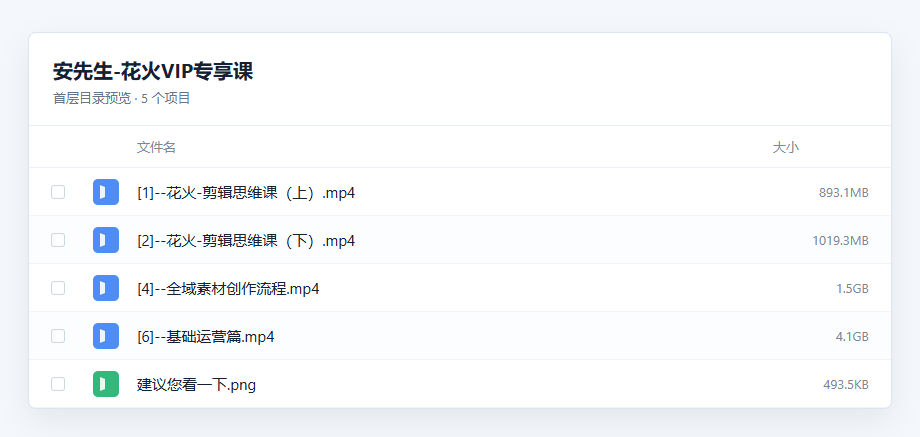 安先生-花火VIP专享课
首层目录预览 · 5 个项目
文件名 大小
[1]--花火-剪辑思维课（上）.mp4 893.1MB
[2]--花火-剪辑思维课（下）.mp4 1019.3MB
[4]--全域素材创作流程.mp4 1.5GB
[6]--基础运营篇.mp4 4.1GB
建议您看一下.png 493.5KB